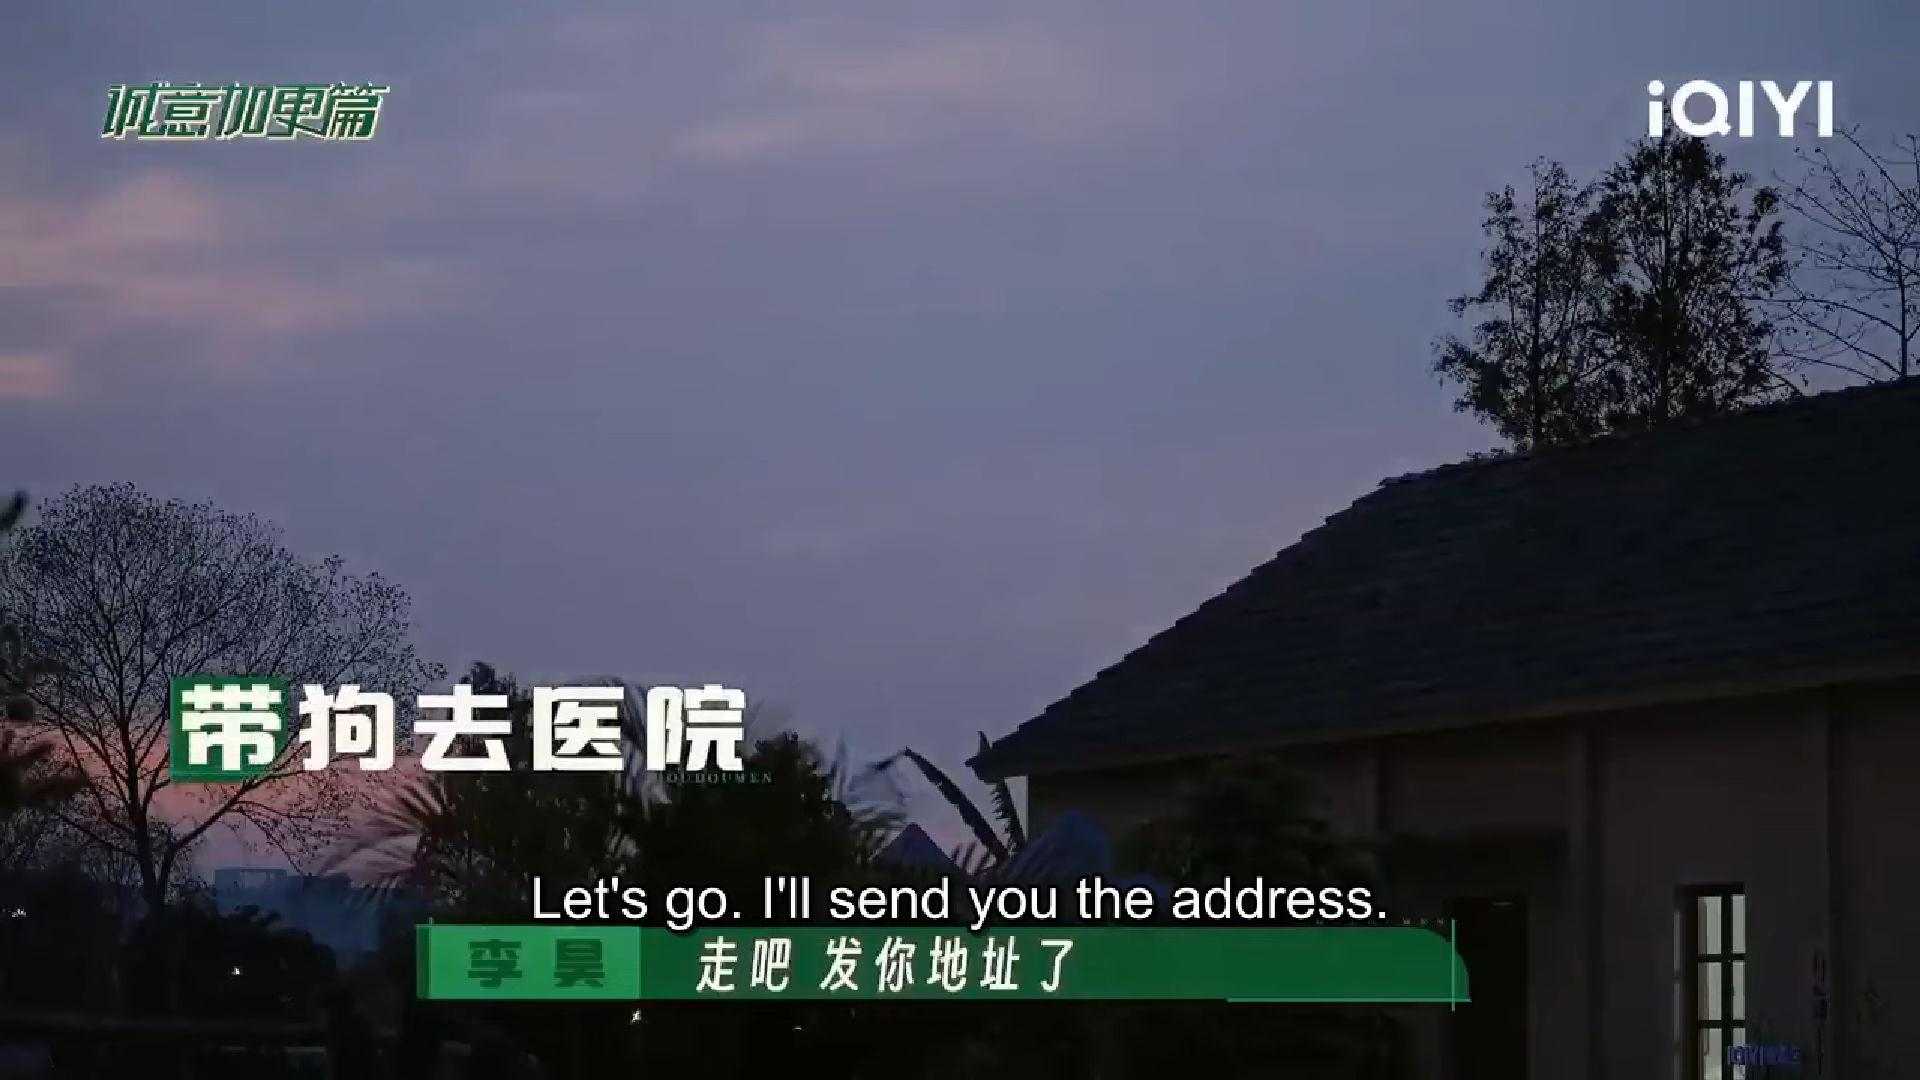 诚意加更篇
iQIYI
带狗去医院
Let's go. I'll send you the address.
李昊 走吧 发你地址了